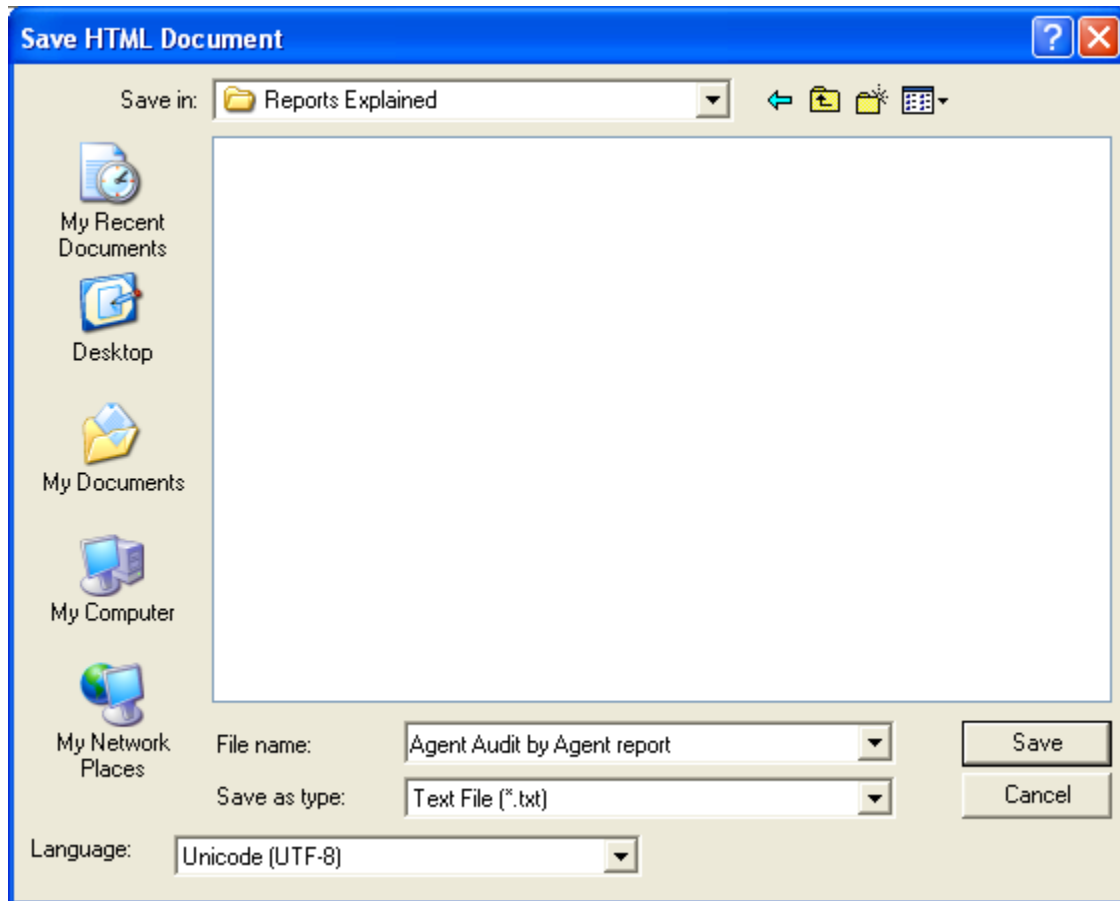 Save HTML Document
Save in:
Reports Explained
My Recent
Documents
Desktop
My Documents
My Computer
My Network
Places
File name:
Agent Audit by Agent report
Save
Save as type:
Text File (*.txt)
Cancel
Language:
Unicode (UTF-8)